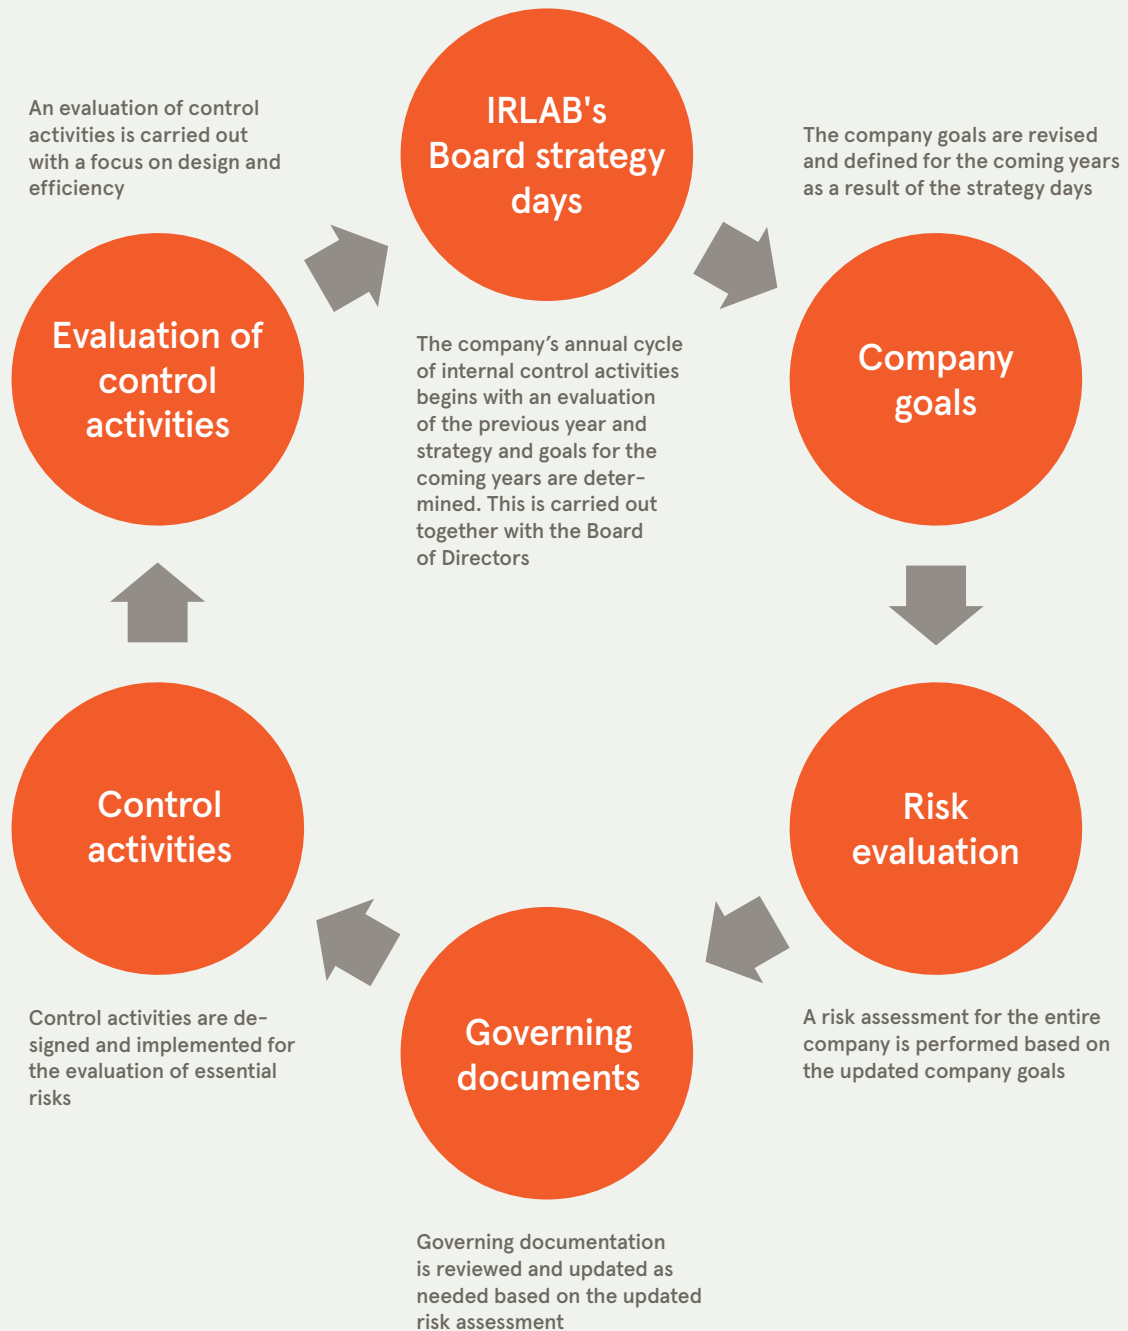 IRLAB's
Board strategy
days
The company’s annual cycle
of internal control activities
begins with an evaluation
of the previous year and
strategy and goals for the
coming years are deter-
mined. This is carried out
together with the Board
of Directors
The company goals are revised
and defined for the coming years
as a result of the strategy days
Company
goals
Risk
evaluation
A risk assessment for the entire
company is performed based on
the updated company goals
Governing
documents
Governing documentation
is reviewed and updated as
needed based on the updated
risk assessment
Control
activities
Control activities are de-
signed and implemented for
the evaluation of essential
risks
An evaluation of control
activities is carried out
with a focus on design and
efficiency
Evaluation of
control
activities